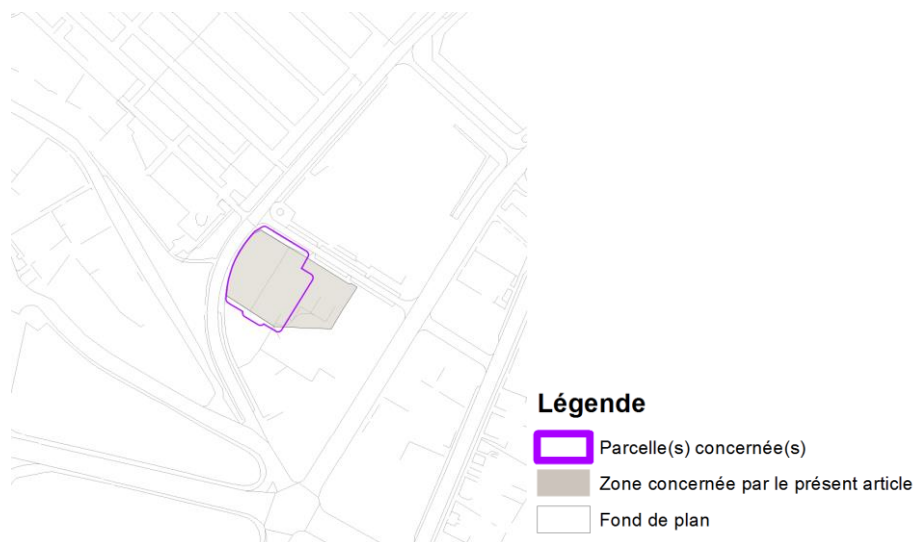 Légende
Parcelle(s) concernée(s)
Zone concernée par le présent article
Fond de plan